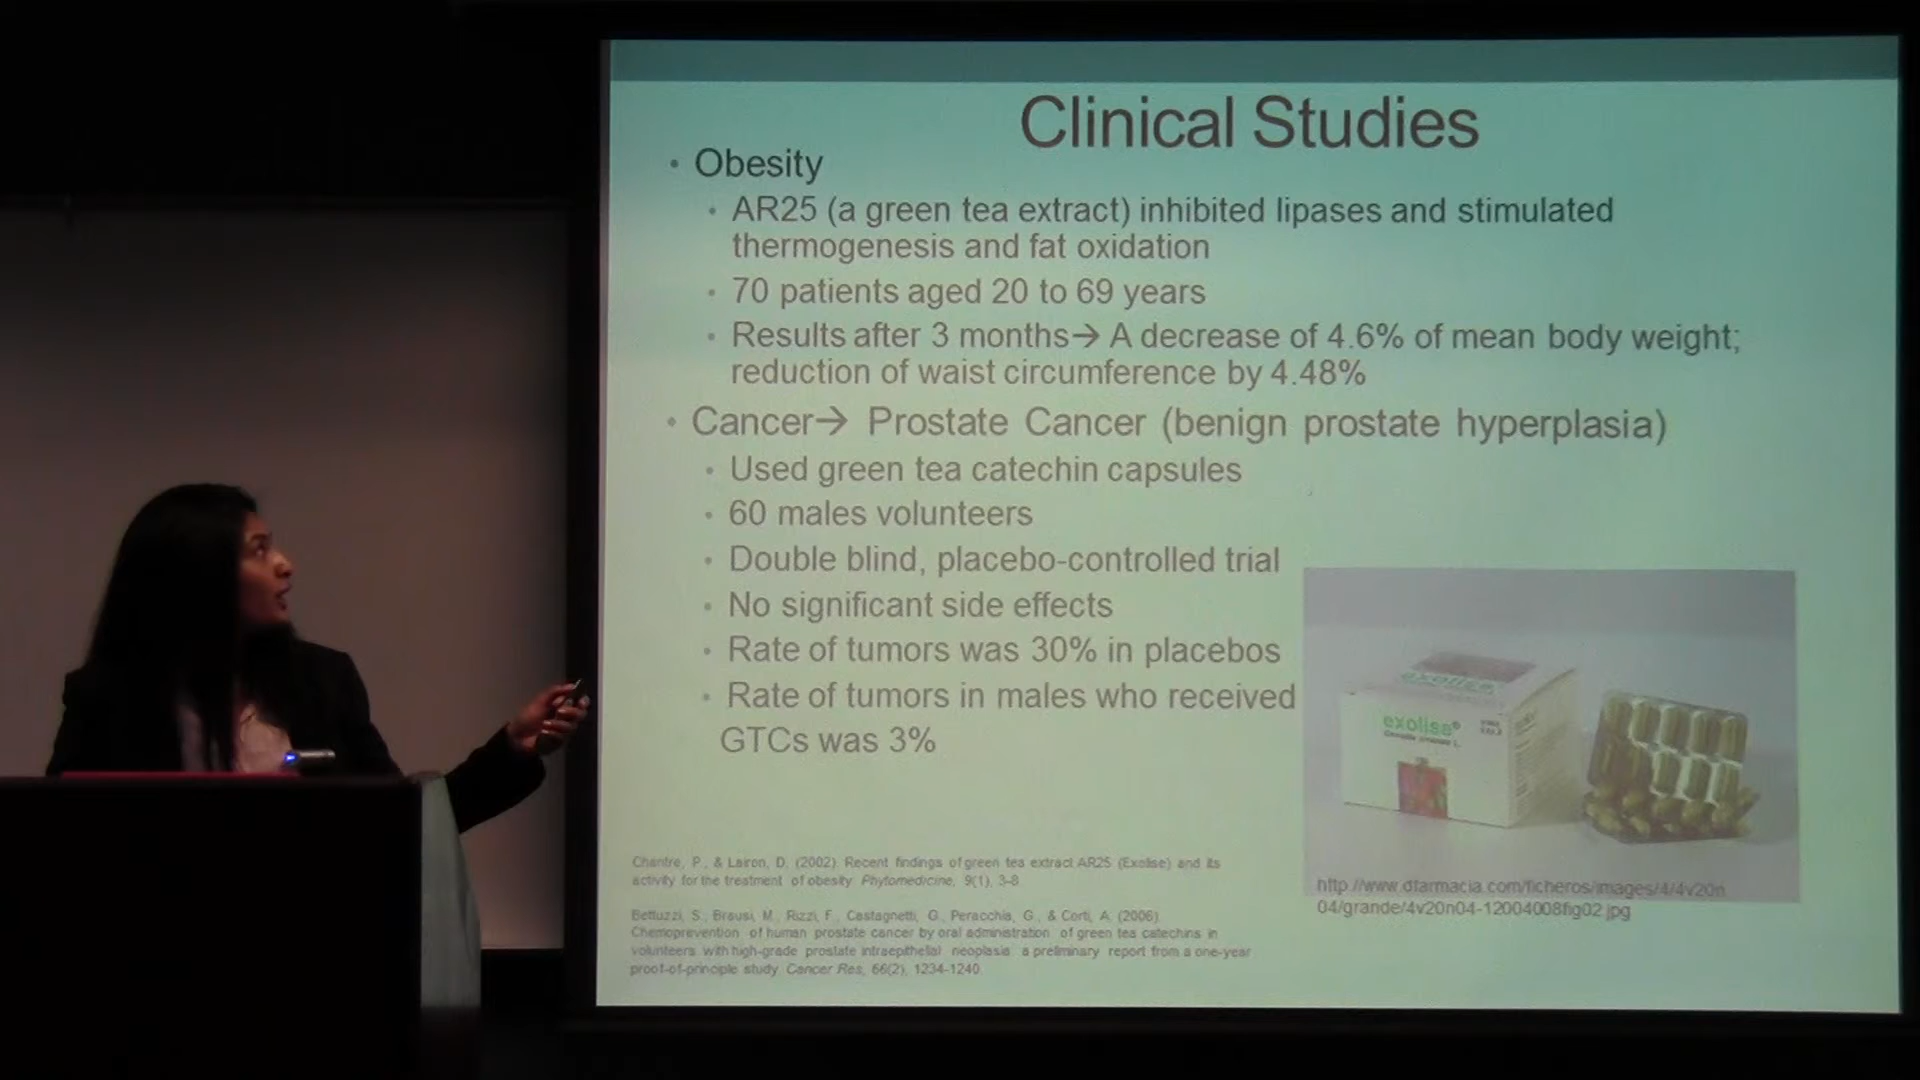 Clinical Studies
• Obesity
• AR25 (a green tea extract) inhibited lipases and stimulated
thermogenesis and fat oxidation
• 70 patients aged 20 to 69 years
• Results after 3 months→ A decrease of 4.6% of mean body weight;
reduction of waist circumference by 4.48%
• Cancer→ Prostate Cancer (benign prostate hyperplasia)
• Used green tea catechin capsules
• 60 males volunteers
• Double blind, placebo-controlled trial
• No significant side effects
• Rate of tumors was 30% in placebos
• Rate of tumors in males who received
GTCs was 3%
exolise
exolise®
Chantre, P., & Lairon, D. (2002). Recent findings of green tea extract AR25 (Exolise) and its
activity for the treatment of obesity. Phytomedicine, 9(1), 3-8.
Bettuzzi, S., Brausi, M., Rizzi, F., Castagnetti, G., Peracchia, G., & Corti, A. (2006).
Chemoprevention of human prostate cancer by oral administration of green tea catechins in
volunteers with high-grade prostate intraepithelial neoplasia: a preliminary report from a one-year
proof-of-principle study. Cancer Res, 66(2), 1234-1240.
http://www.dfarmacia.com/ficheros/images/4/4v20n
04/grande/4v20n04-12004008fig02.jpg